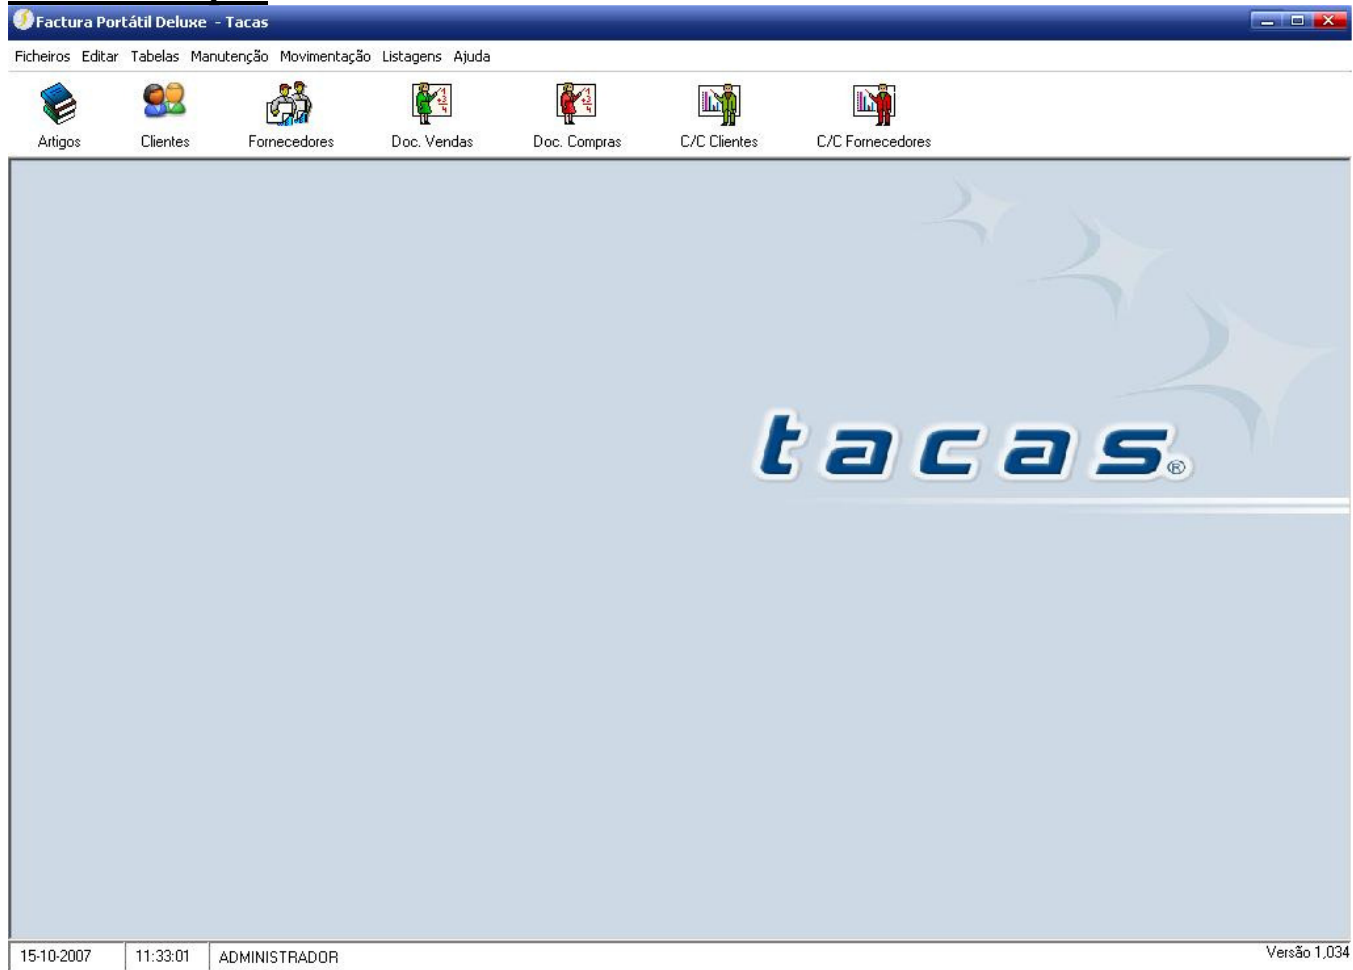 Factura Portátil Deluxe - Tacas
Ficheiros Editar Tabelas Manutenção Movimentação Listagens Ajuda
Artigos Clientes Fornecedores Doc. Vendas Doc. Compras C/C Clientes C/C Fornecedores
tacas®
15-10-2007 11:33:01 ADMINISTRADOR Versão 1,034